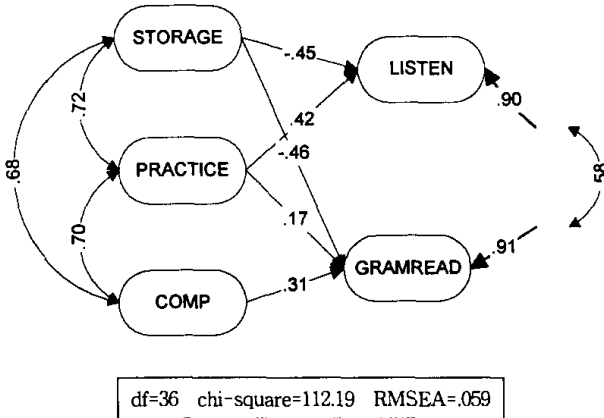 STORAGE
-.45
LISTEN
.90
.72
.42
-.46
.68
PRACTICE
.58
.17
.70
.91
GRAMREAD
COMP
.31
df=36 chi-square=112.19 RMSEA=.059